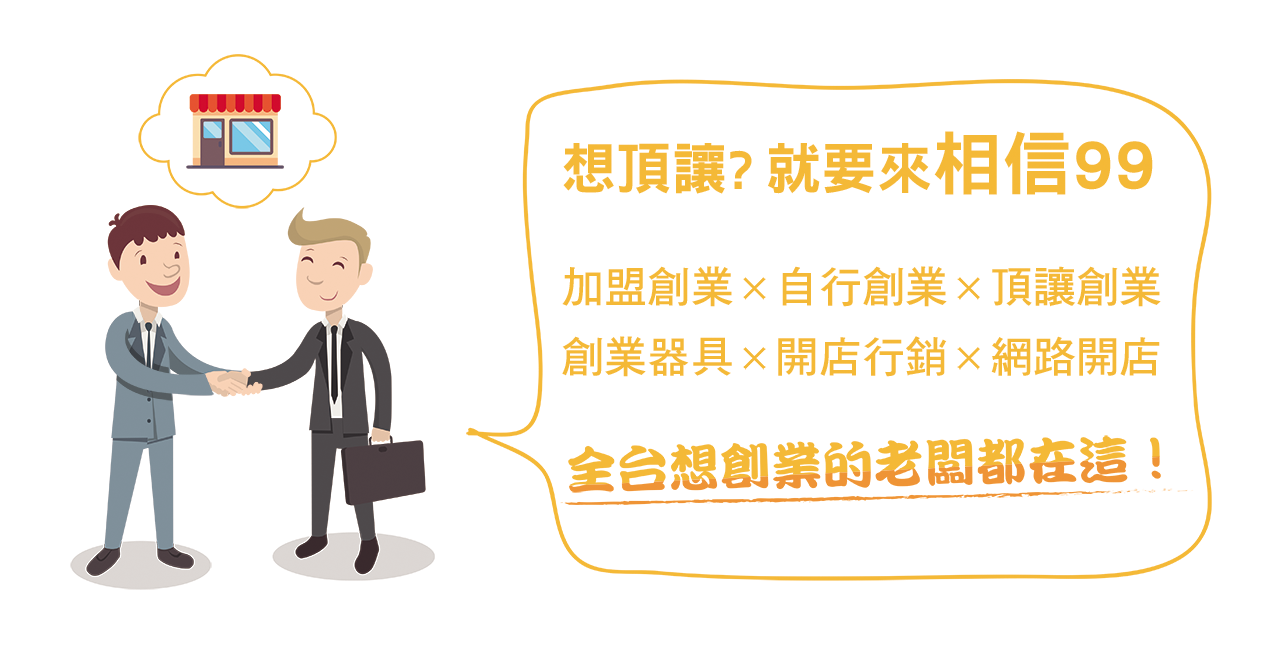 想頂讓? 就要來相信99
加盟創業×自行創業×頂讓創業
創業器具×開店行銷×網路開店
全台想創業的老闆都在這！